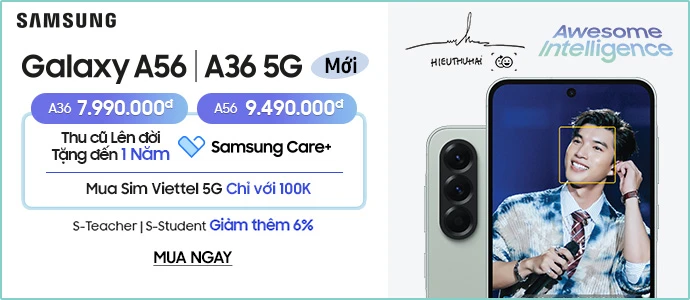 SAMSUNG
Galaxy A56 | A36 5G Mới
A36 7.990.000đ
A56 9.490.000đ
Thu cũ Lên đời
Tặng đến 1 Năm
Samsung Care+
Mua Sim Viettel 5G Chỉ với 100K
S-Teacher | S-Student Giảm thêm 6%
MUA NGAY
HIEUTHUHAI
Awesome
Intelligence